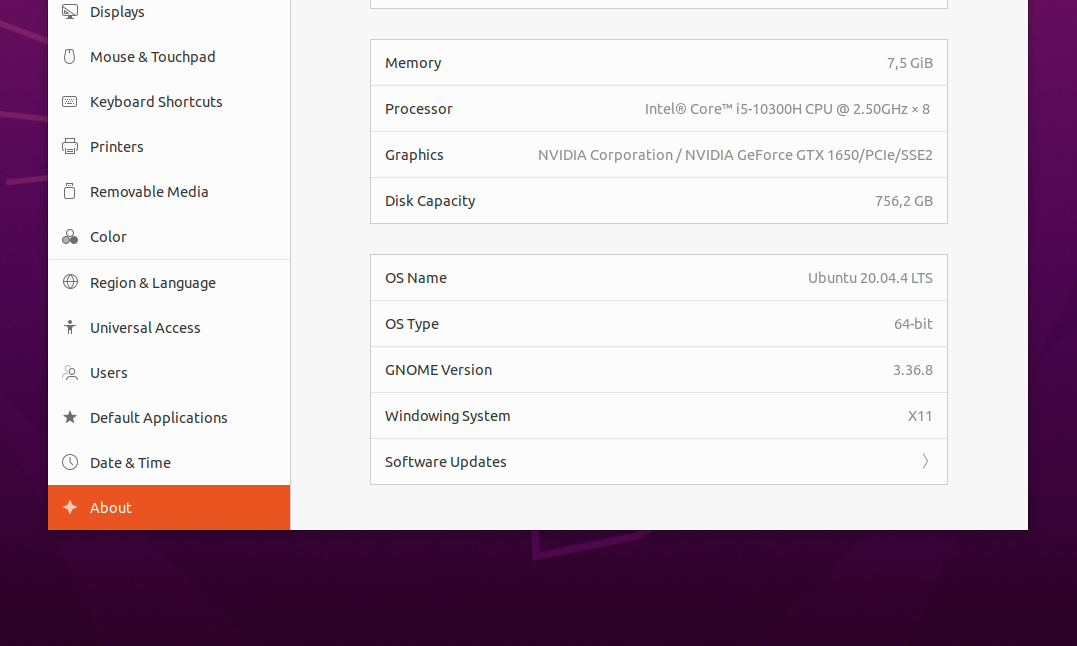 Displays
Mouse & Touchpad
Keyboard Shortcuts
Printers
Removable Media
Color
Region & Language
Universal Access
Users
Default Applications
Date & Time
About
Memory 7,5 GiB
Processor Intel® Core™ i5-10300H CPU @ 2.50GHz × 8
Graphics NVIDIA Corporation / NVIDIA GeForce GTX 1650/PCIe/SSE2
Disk Capacity 756,2 GB
OS Name Ubuntu 20.04.4 LTS
OS Type 64-bit
GNOME Version 3.36.8
Windowing System X11
Software Updates